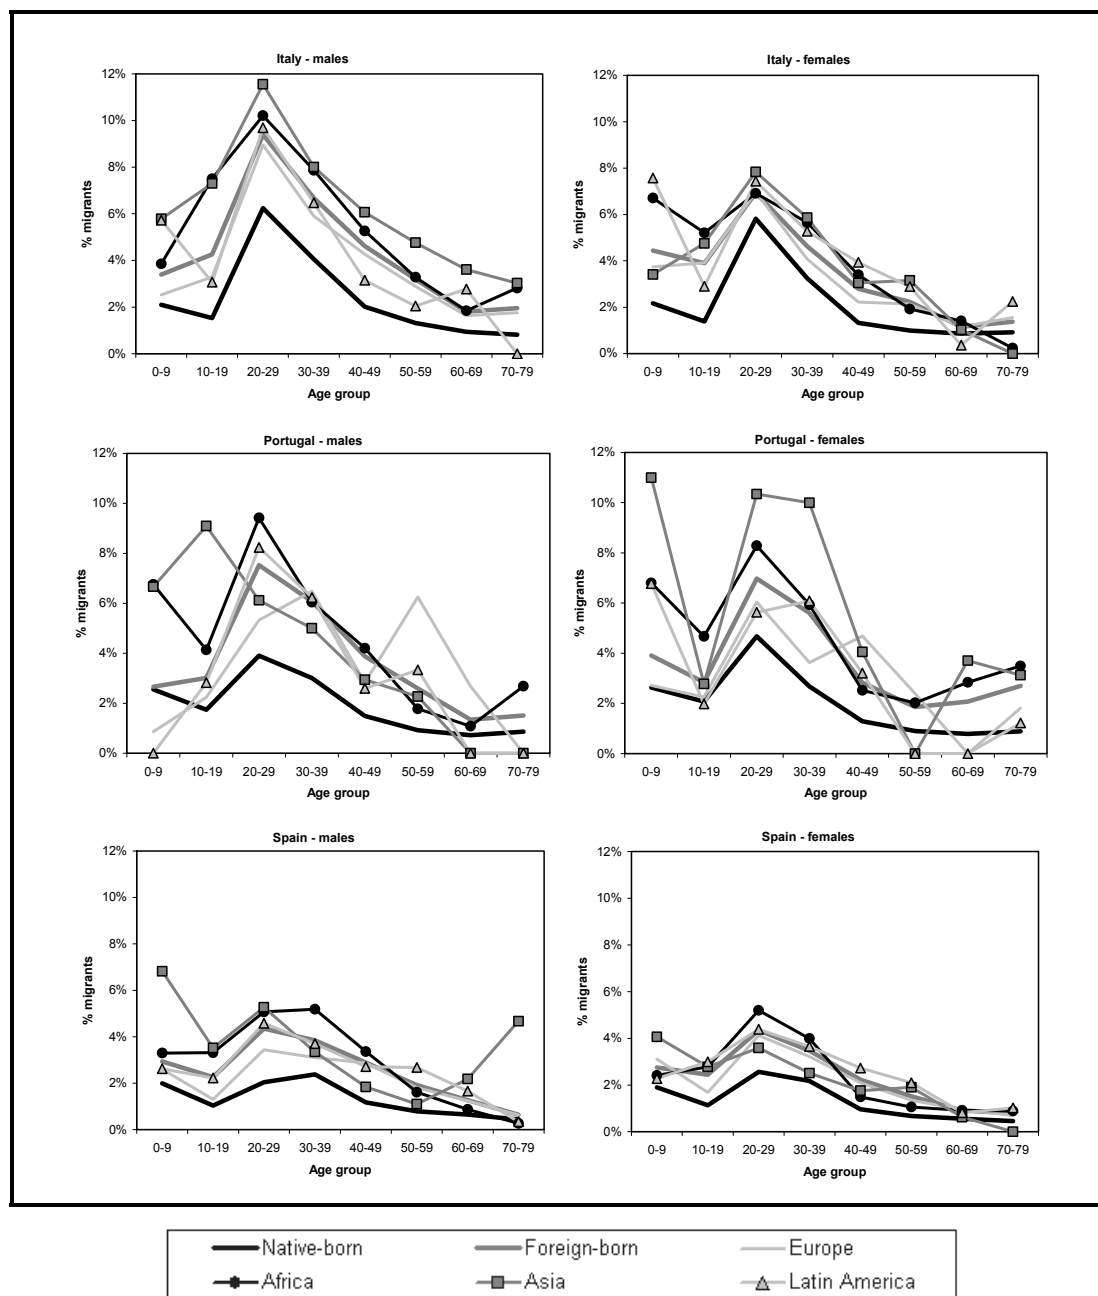 Italy - males
12%
10%
8%
6%
4%
2%
0%
% migrants
0-9 10-19 20-29 30-39 40-49 50-59 60-69 70-79
Age group
Italy - females
12%
10%
8%
6%
4%
2%
0%
% migrants
0-9 10-19 20-29 30-39 40-49 50-59 60-69 70-79
Age group
Portugal - males
12%
10%
8%
6%
4%
2%
0%
% migrants
0-9 10-19 20-29 30-39 40-49 50-59 60-69 70-79
Age group
Portugal - females
12%
10%
8%
6%
4%
2%
0%
% migrants
0-9 10-19 20-29 30-39 40-49 50-59 60-69 70-79
Age group
Spain - males
12%
10%
8%
6%
4%
2%
0%
% migrants
0-9 10-19 20-29 30-39 40-49 50-59 60-69 70-79
Age group
Spain - females
12%
10%
8%
6%
4%
2%
0%
% migrants
0-9 10-19 20-29 30-39 40-49 50-59 60-69 70-79
Age group
Native-born Foreign-born Europe
Africa Asia Latin America